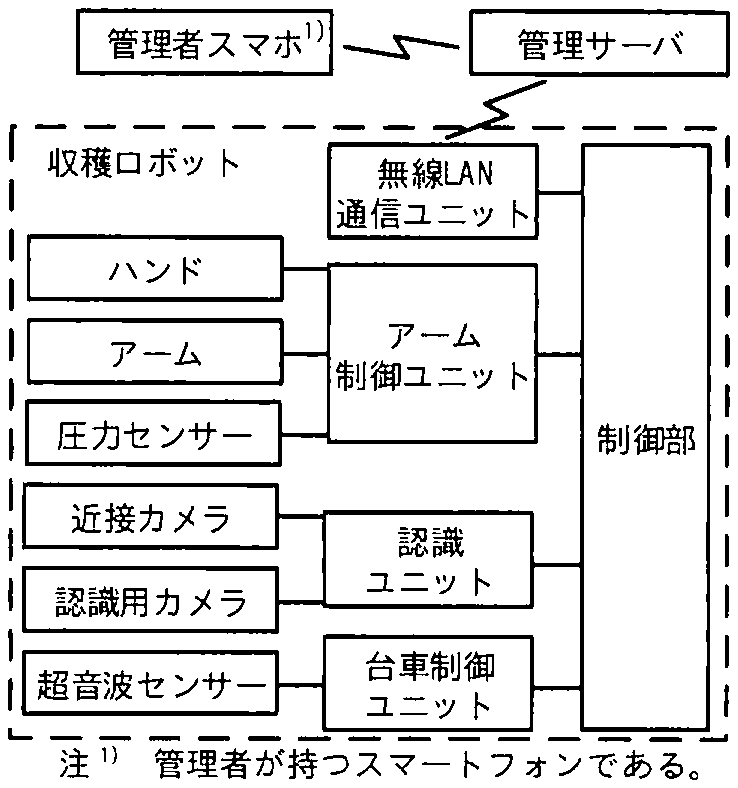 管理者スマホ1)
管理サーバ
収穫ロボット
無線LAN
通信ユニット
ハンド
アーム
圧力センサー
アーム
制御ユニット
制御部
近接カメラ
認識用カメラ
認識
ユニット
超音波センサー
台車制御
ユニット
注1) 管理者が持つスマートフォンである。